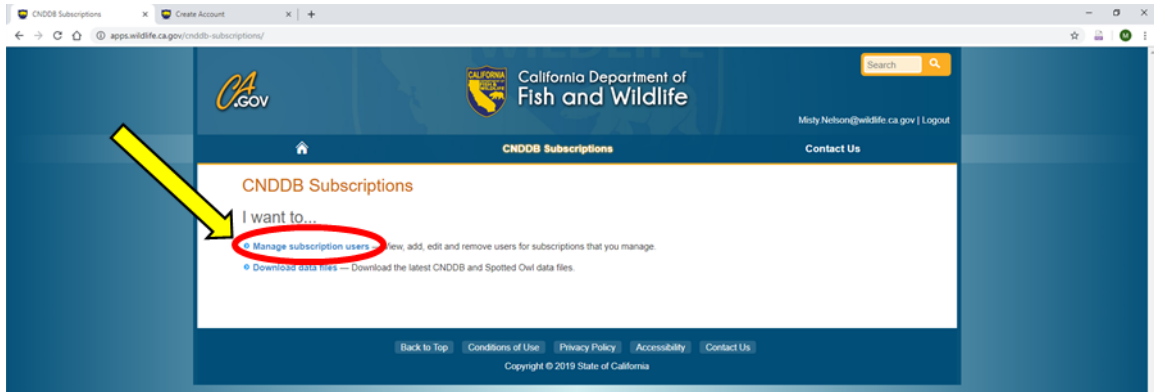 CNDDB Subscriptions
Create Account
apps.wildlife.ca.gov/cnddb-subscriptions/
M
CA.GOV
CALIFORNIA
California Department of
Fish and Wildlife
Search
Misty.Nelson@wildlife.ca.gov | Logout
CNDDB Subscriptions
Contact Us
CNDDB Subscriptions
I want to...
Manage subscription users — View, add, edit and remove users for subscriptions that you manage.
Download data files — Download the latest CNDDB and Spotted Owl data files.
Back to Top Conditions of Use Privacy Policy Accessibility Contact Us
Copyright © 2019 State of California